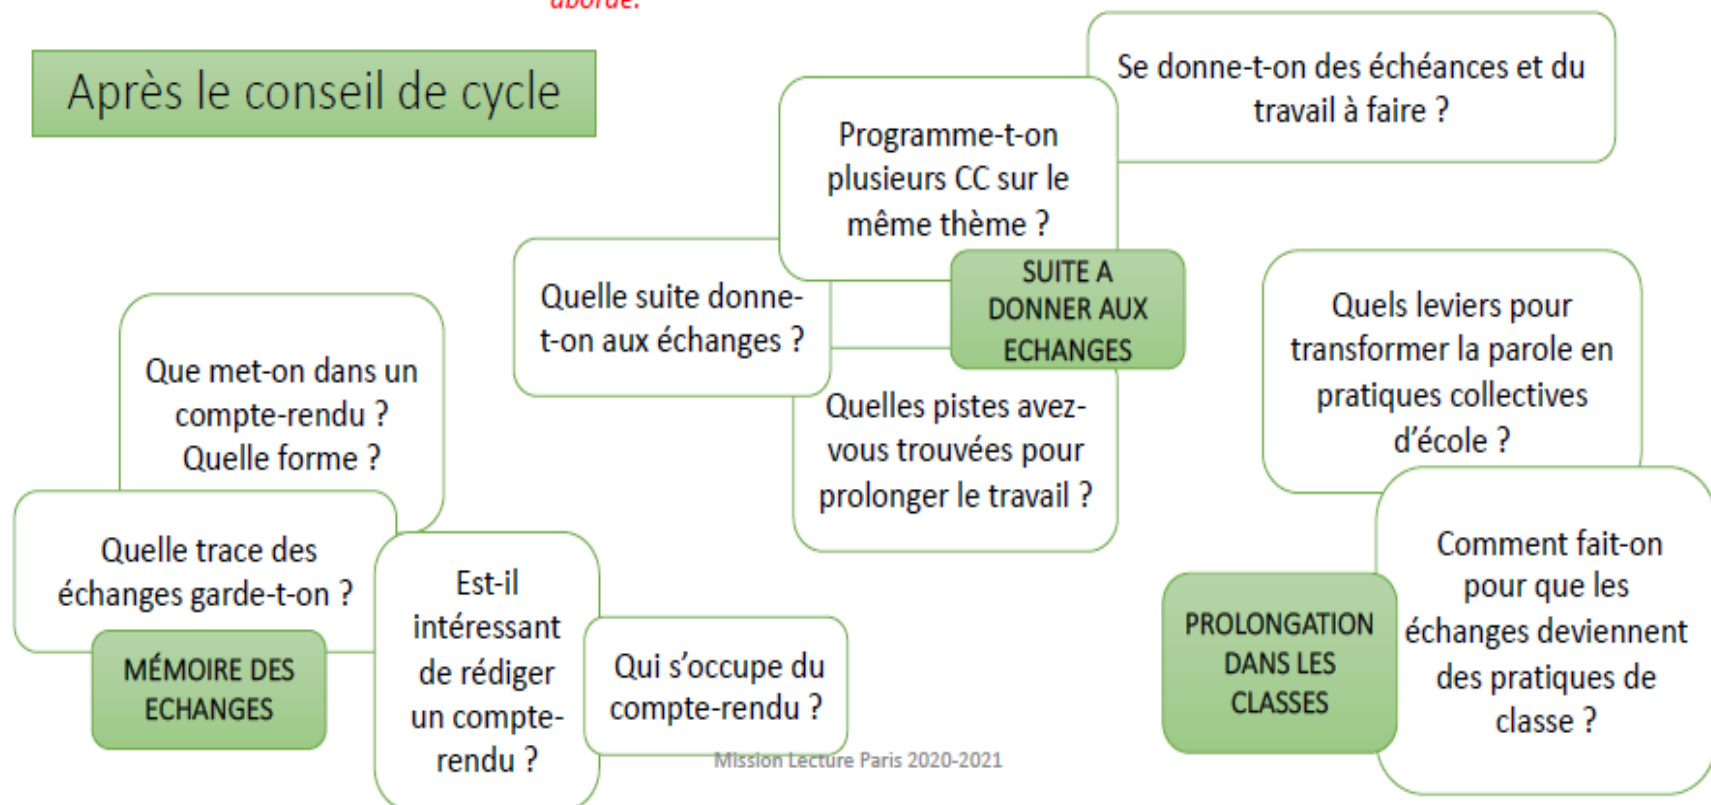 abordé.
Après le conseil de cycle
Se donne-t-on des échéances et du
travail à faire ?
Programme-t-on
plusieurs CC sur le
même thème ?
SUITE A
DONNER AUX
ECHANGES
Quelle suite donne-
t-on aux échanges ?
Quelles pistes avez-
vous trouvées pour
prolonger le travail ?
Quels leviers pour
transformer la parole en
pratiques collectives
d’école ?
Comment fait-on
pour que les
échanges deviennent
des pratiques de
classe ?
PROLONGATION
DANS LES
CLASSES
Que met-on dans un
compte-rendu ?
Quelle forme ?
Quelle trace des
échanges garde-t-on ?
MÉMOIRE DES
ECHANGES
Est-il
intéressant
de rédiger
un compte-
rendu ?
Qui s’occupe du
compte-rendu ?
Mission Lecture Paris 2020-2021